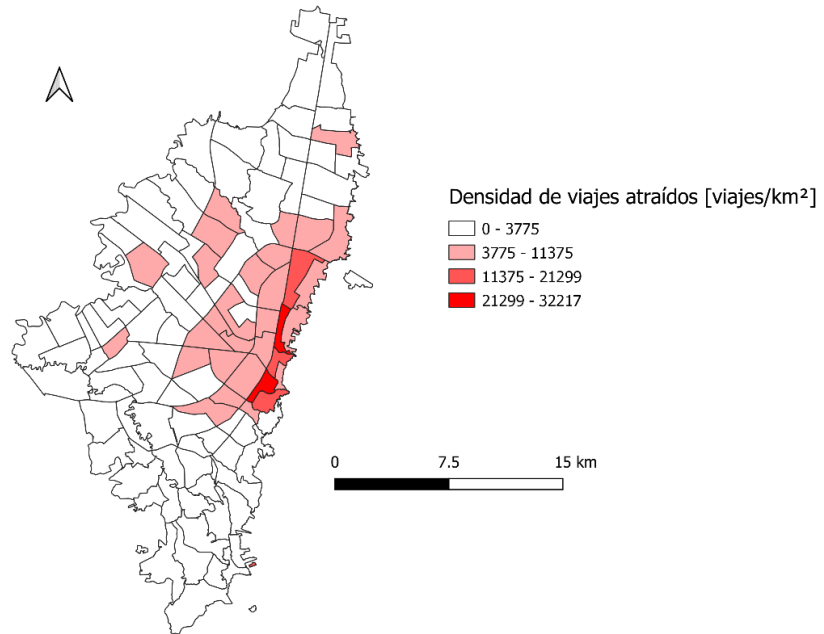 Densidad de viajes atraídos [viajes/km²]
0 - 3775
3775 - 11375
11375 - 21299
21299 - 32217
0 7.5 15 km